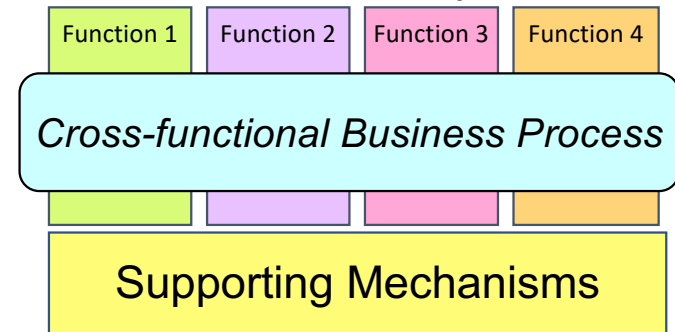 Function 1 Function 2 Function 3 Function 4
Cross-functional Business Process
Supporting Mechanisms